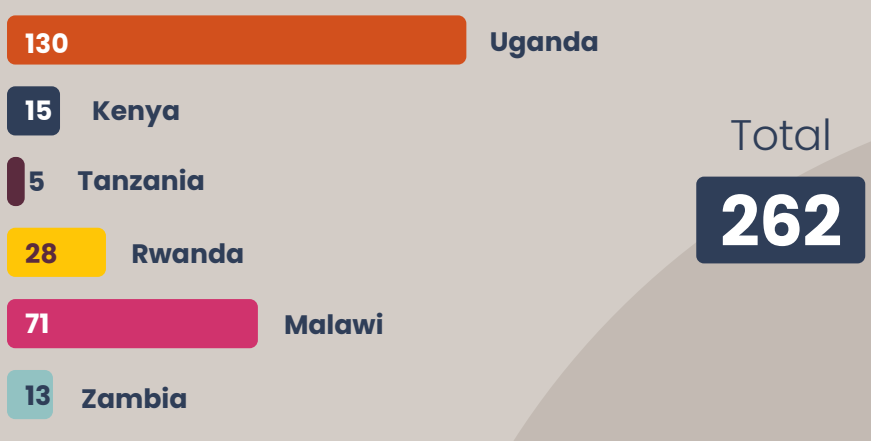 130 Uganda
15 Kenya
5 Tanzania
28 Rwanda
71 Malawi
13 Zambia
Total
262